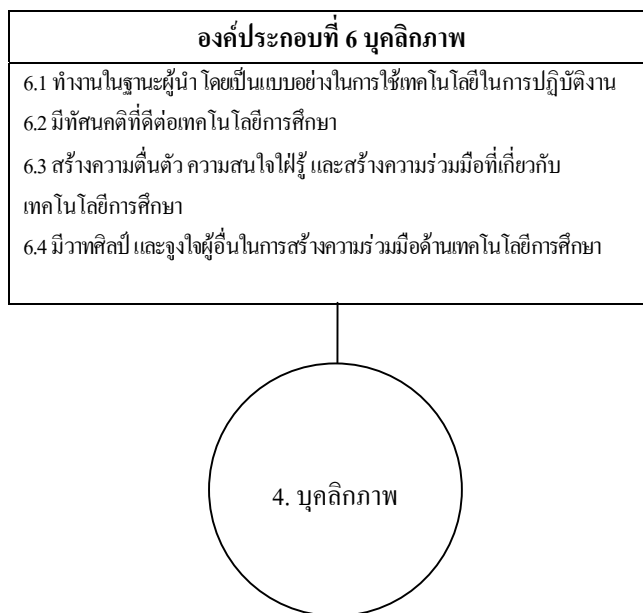 องค์ประกอบที่ 6 บุคลิกภาพ
6.1 ทำงานในฐานะผู้นำ โดยเป็นแบบอย่างในการใช้เทคโนโลยีในการปฏิบัติงาน
6.2 มีทัศนคติที่ดีต่อเทคโนโลยีการศึกษา
6.3 สร้างความตื่นตัว ความสนใจใฝ่รู้ และสร้างความร่วมมือที่เกี่ยวกับ
เทคโนโลยีการศึกษา
6.4 มีวาทศิลป์ และจูงใจผู้อื่นในการสร้างความร่วมมือด้านเทคโนโลยีการศึกษา
4. บุคลิกภาพ